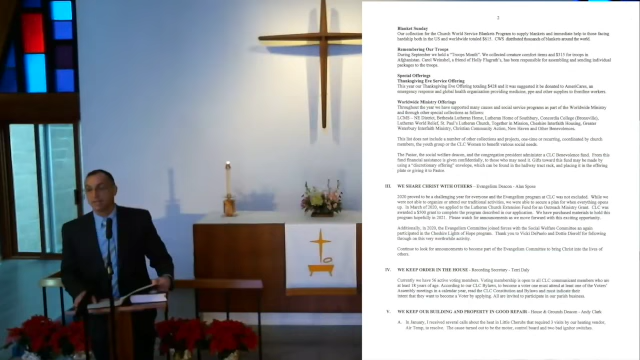 2
Blanket Sunday
Our collection for the Church World Service Blankets Program to supply blankets and immediate help to those facing
hardship both in the US and worldwide totaled $615. CWS distributed thousands of blankets around the world.
Remembering Our Troops
During September we held a "Troops Month". We collected creature comfort items and $715 for troops in
Afghanistan. Carol Weisshol, a friend of Holly Flagrath's, has been responsible for assembling and sending individual
packages to the troops.
Special Offerings
Thanksgiving Eve Service Offering
This year our Thanksgiving Eve Offering totaling $428 and it was suggested it be donated to AmeriCares, an
emergency response and global health organization providing medicine, ppe and other supplies to frontline workers.
Worldwide Ministry Offerings
Throughout the year we have supported many causes and social service programs as part of the Worldwide Ministry
and through other special collections as follows:
LCMS – NE District, Bethesda Lutheran Home, Lutheran Home of Southbury, Concordia College (Bronxville),
Lutheran World Relief, St. Paul's Lutheran Church, Together in Mission, Cheshire Interfaith Housing, Greater
Waterbury Interfaith Ministry, Christian Community Action, New Haven and Other Benevolences.
This list does not include a number of other collections and projects, one-time or recurring, coordinated by church
members, the youth group or the CLC Women to benefit various social needs.
The Pastor, the social welfare deacon, and the congregation president administer a CLC Benevolence fund. From this
fund financial assistance is given confidentially, to those who may need it. Gifts toward this fund may be made by
using a "discretionary offering" envelope, which can be found in the hallway tract rack, and placing it in the offering
plate or giving it to Pastor.
III. WE SHARE CHRIST WITH OTHERS - Evangelism Deacon - Alan Spoon
2020 proved to be a challenging year for everyone and the Evangelism program at CLC was not excluded. While we
were not able to organize or attend our traditional activities, we were able to secure a plan for when everything opens
up. In March of 2020, we applied to the Lutheran Church Extension Fund for an Outreach Ministry Grant. CLC was
awarded a $500 grant to complete the program described in our application. We have purchased materials to hold this
program hopefully in 2021. Please watch for announcements as we move forward with this exciting opportunity.
Additionally, in 2020, the Evangelism Committee joined forces with the Social Welfare Committee as again
participated in the Cheshire Lights of Hope program. Thank you to Vicki DePaolo and Dottie for following
through on this very worthwhile activity.
Continue to look for announcements to become part of the Evangelism Committee to bring Christ into the lives of
others.
IV. WE KEEP ORDER IN THE HOUSE - Recording Secretary - Terri Daly
Currently, we have 56 active voting members. Voting membership is open to all CLC communicant members who are
at least 18 years of age. According to our CLC Bylaws, to become a voter one must attend at least one of the Voters'
Assembly meetings in a calendar year, read the CLC Constitution and Bylaws and must indicate their
intent that they want to become a Voter by applying. All are invited to participate in our parish business.
V. WE KEEP OUR BUILDING AND PROPERTY IN GOOD REPAIR - House & Grounds Deacon - Andy Clark
A. In January, I received several calls about the heat in Little Cherubs that required 3 visits by our heating vendor,
Air Temp, to resolve. The issue turned out to be the motor, control board and two bad ignitor switches.